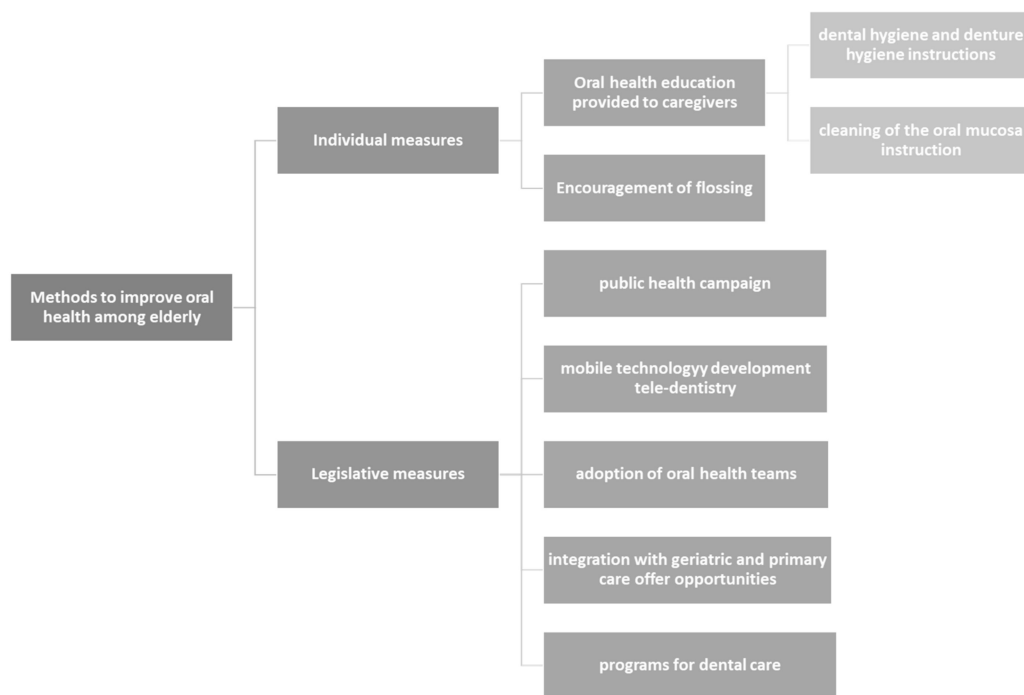 Methods to improve oral
health among elderly
Individual measures
Oral health education
provided to caregivers
dental hygiene and denture
hygiene instructions
cleaning of the oral mucosa
instruction
Encouragement of flossing
Legislative measures
public health campaign
mobile technologyy development
tele-dentistry
adoption of oral health teams
integration with geriatric and primary
care offer opportunities
programs for dental care